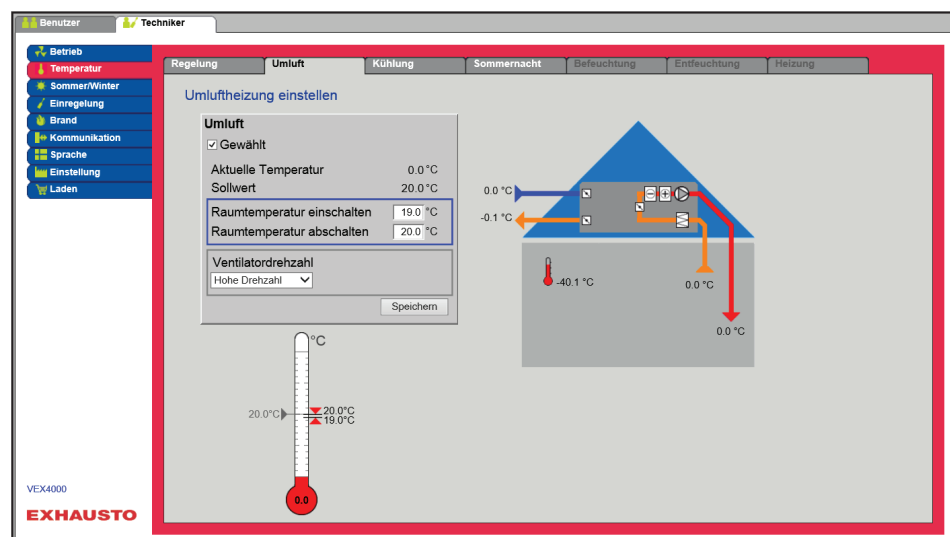 Benutzer
Techniker
Betrieb
Temperatur
Sommer/Winter
Einregelung
Brand
Kommunikation
Sprache
Einstellung
Laden
Regelung
Umluft
Kühlung
Sommernacht
Befeuchtung
Entfeuchtung
Heizung
Umluftheizung einstellen
Umluft
Gewählt
Aktuelle Temperatur 0.0°C
Sollwert 20.0°C
Raumtemperatur einschalten 19.0 °C
Raumtemperatur abschalten 20.0 °C
Ventilatordrehzahl
Hohe Drehzahl
Speichern
0.0 °C
-0.1 °C
-40.1 °C
0.0 °C
0.0 °C
°C
20.0°C
20.0°C
19.0°C
0.0
VEX4000
EXHAUSTO